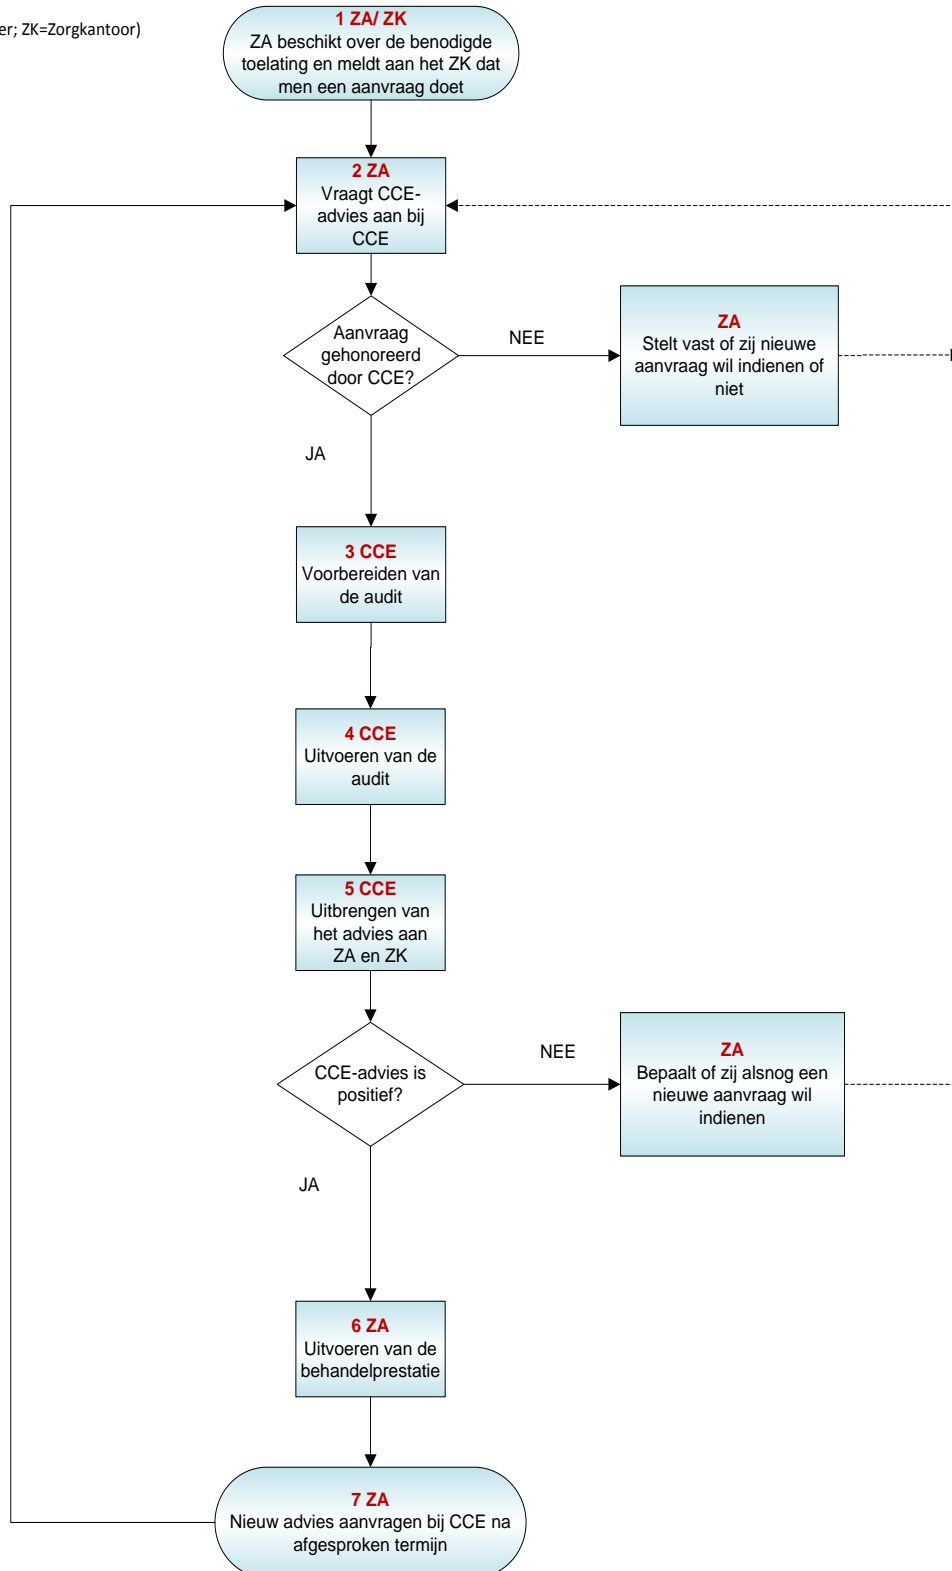 er; ZK=Zorgkantoor)
1 ZA/ ZK
ZA beschikt over de benodigde
toelating en meldt aan het ZK dat
men een aanvraag doet
2 ZA
Vraagt CCE-
advies aan bij
CCE
Aanvraag
gehonoreerd
door CCE?
NEE
ZA
Stelt vast of zij nieuwe
aanvraag wil indienen of
niet
JA
3 CCE
Voorbereiden van
de audit
4 CCE
Uitvoeren van de
audit
5 CCE
Uitbrengen van
het advies aan
ZA en ZK
CCE-advies is
positief?
NEE
ZA
Bepaalt of zij alsnog een
nieuwe aanvraag wil
indienen
JA
6 ZA
Uitvoeren van de
behandelprestatie
7 ZA
Nieuw advies aanvragen bij CCE na
afgesproken termijn